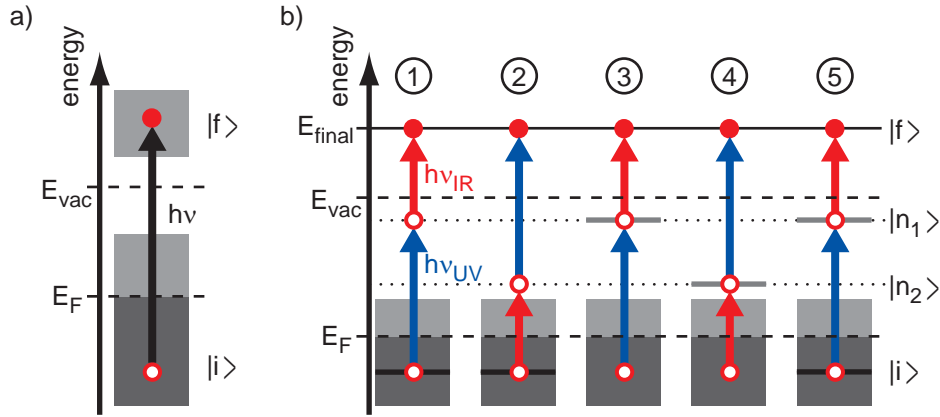 a)
energy
|f>
E_vac
hν
E_F
|i>
b)
energy
1 2 3 4 5
E_final
|f>
hν_IR
E_vac
|n_1>
hν_UV
|n_2>
E_F
|i>